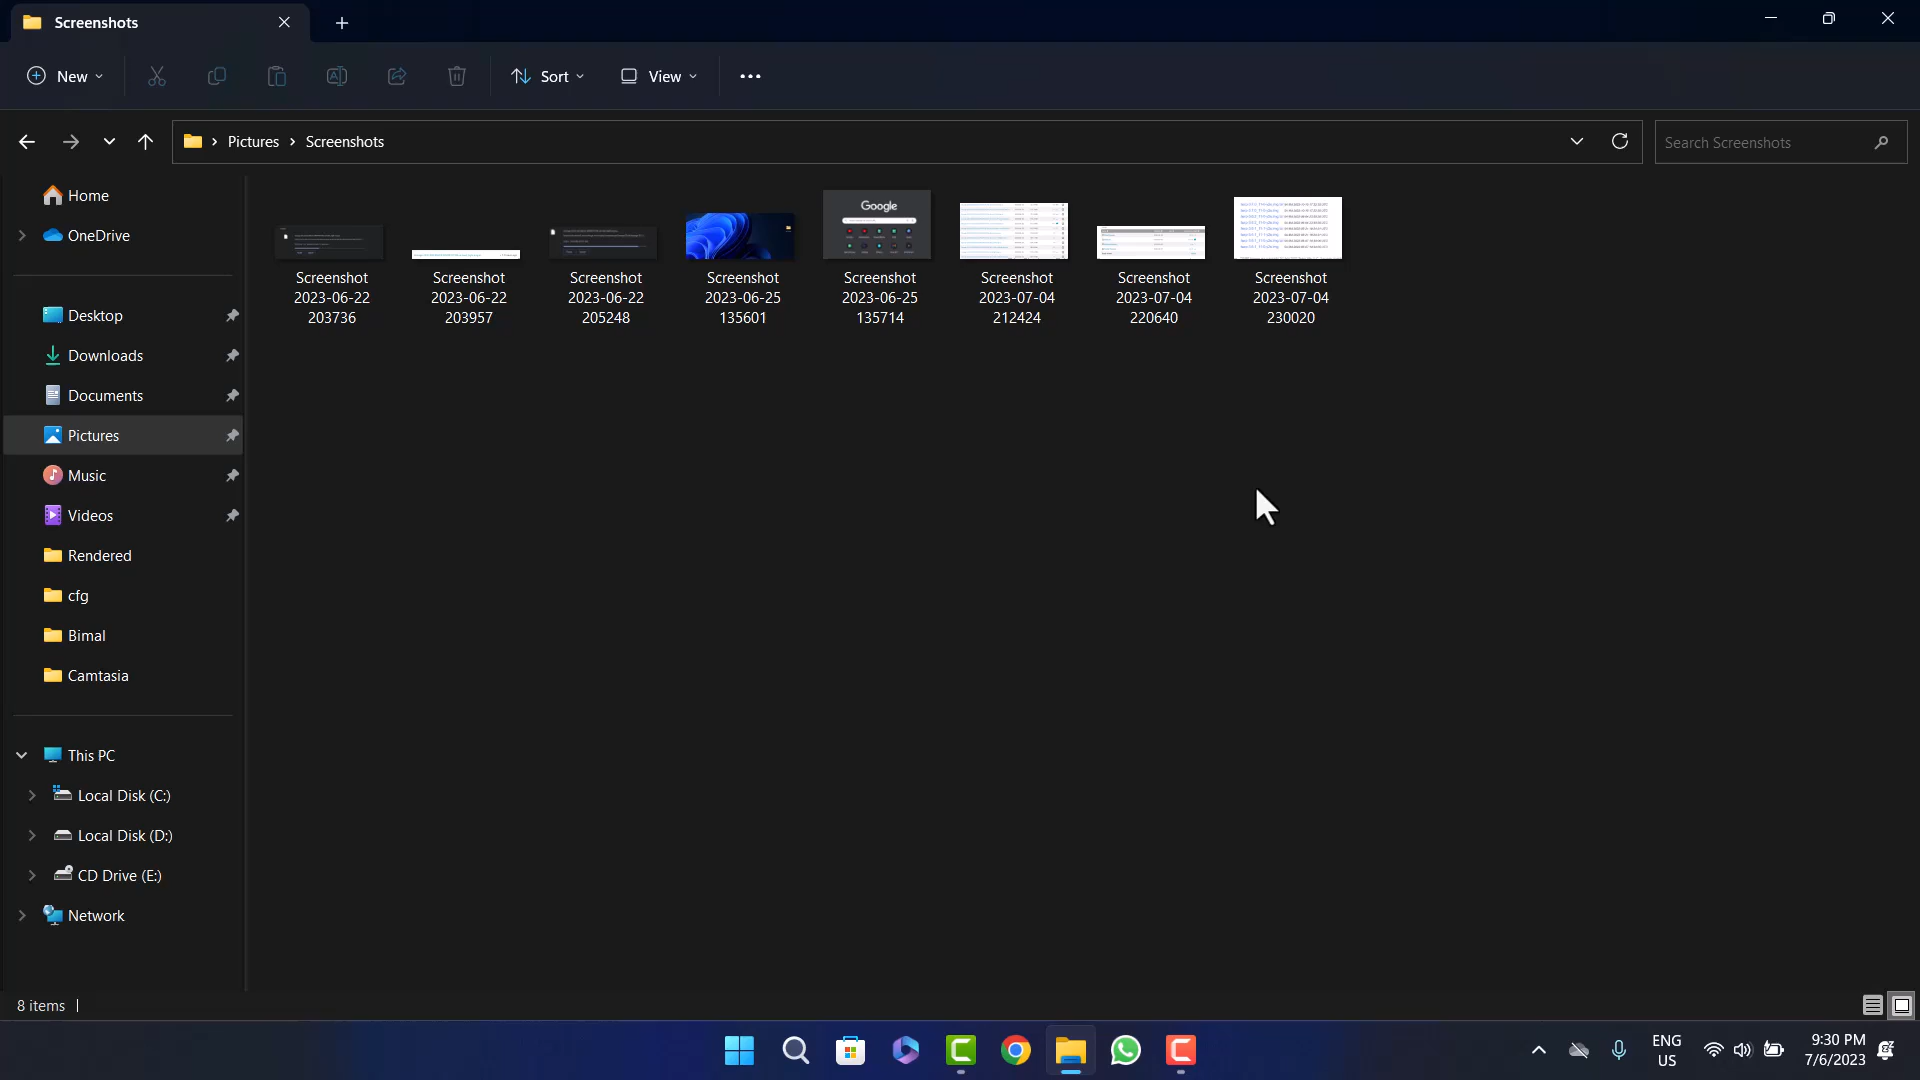 Screenshots
New
Sort
View
Pictures
Screenshots
Search Screenshots
Home
OneDrive
Desktop
Downloads
Documents
Pictures
Music
Videos
Rendered
cfg
Bimal
Camtasia
This PC
Local Disk (C:)
Local Disk (D:)
CD Drive (E:)
Network
Google
Screenshot
2023-06-22
203736
Screenshot
2023-06-22
203957
Screenshot
2023-06-22
205248
Screenshot
2023-06-25
135601
Screenshot
2023-06-25
135714
Screenshot
2023-07-04
212424
Screenshot
2023-07-04
220640
Screenshot
2023-07-04
230020
8 items
ENG
US
9:30 PM
7/6/2023